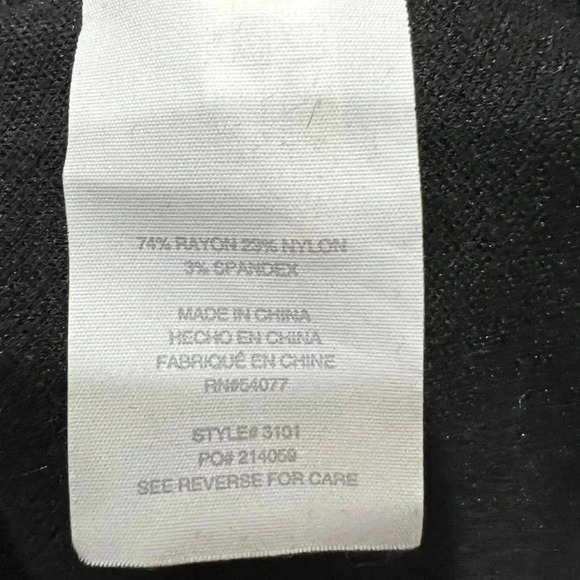 74% RAYON 23% NYLON
3% SPANDEX
MADE IN CHINA
HECHO EN CHINA
FABRIQUÉ EN CHINE
RN#54077
STYLE# 3101
PO# 214059
SEE REVERSE FOR CARE